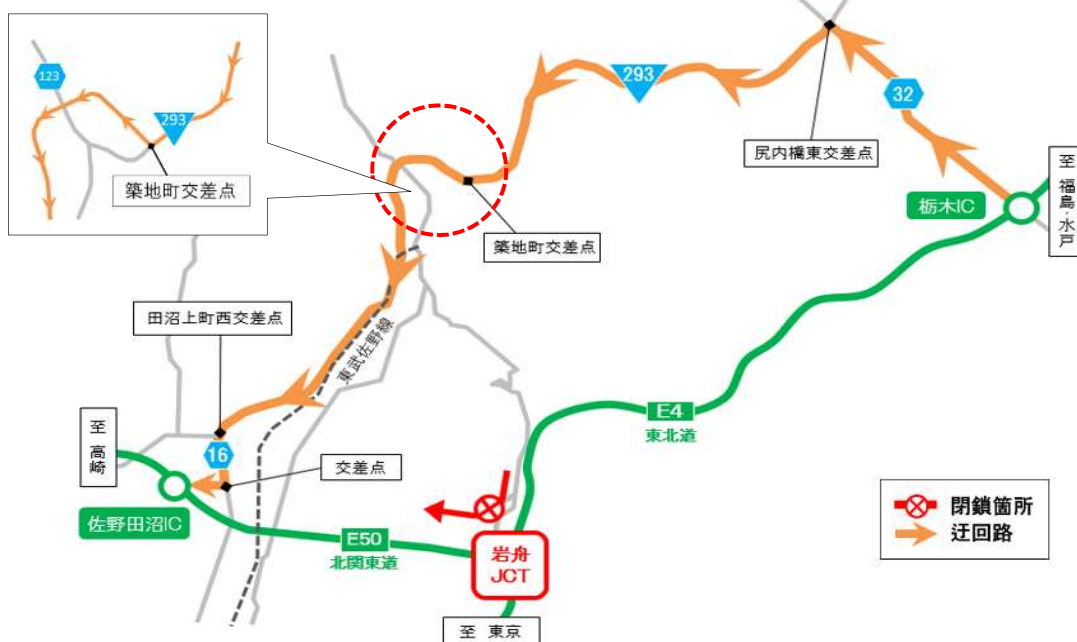 123
293
築地町交差点
293
32
尻内橋東交差点
至 福島・水戸
栃木IC
築地町交差点
田沼上町西交差点
東武佐野線
至 高崎
16
交差点
佐野田沼IC
E4
東北道
E50
北関東道
岩舟
JCT
至 東京
閉鎖箇所
迂回路